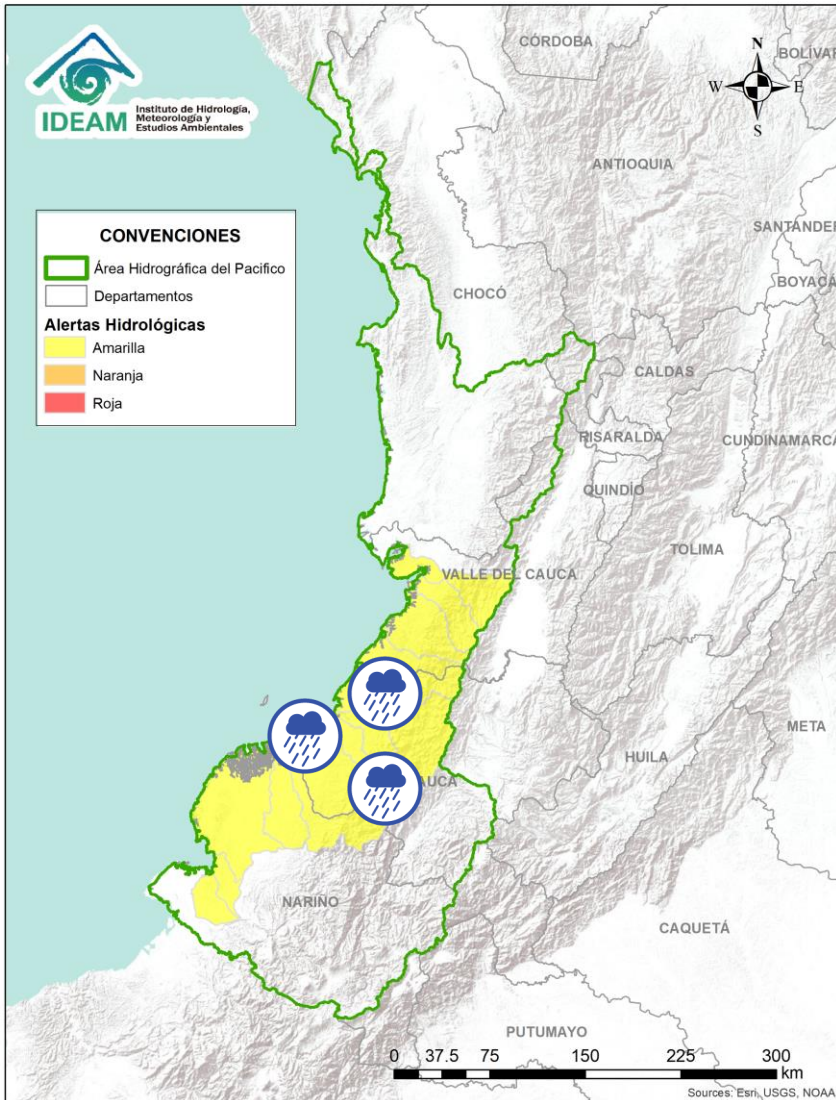 IDEAM
Instituto de Hidrología,
Meteorología y
Estudios Ambientales
CÓRDOBA
BOLÍVAR
N
W
E
S
ANTIOQUIA
SANTANDER
BOYACÁ
CONVENCIONES
Área Hidrográfica del Pacifico
Departamentos
Alertas Hidrológicas
Amarilla
Naranja
Roja
CHOCÓ
CALDAS
RISARALDA
CUNDINAMARCA
QUINDÍO
TOLIMA
VALLE DEL CAUCA
META
HUILA
AUCA
NARIÑO
CAQUETÁ
PUTUMAYO
0 37.5 75 150 225 300
km
Sources: Esri, USGS, NOAA